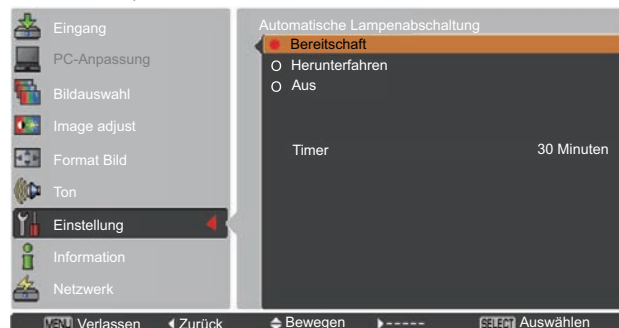 Eingang
PC-Anpassung
Bildauswahl
Image adjust
Format Bild
Ton
Einstellung
Information
Netzwerk
Automatische Lampenabschaltung
Bereitschaft
O Herunterfahren
O Aus
Timer 30 Minuten
MENU Verlassen Zurück Bewegen ----- SELECT Auswählen